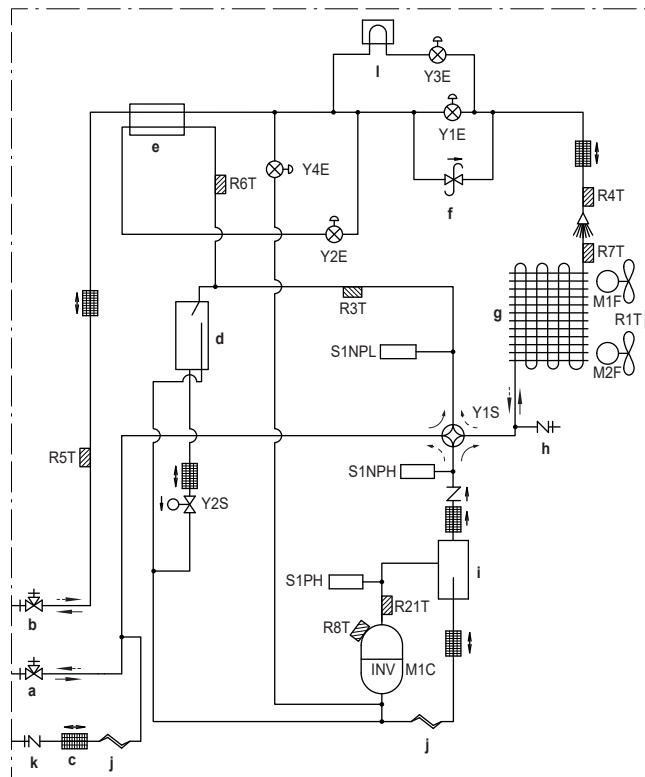 l
Y3E
Y1E
e
R6T
Y4E
f
R4T
Y2E
R7T
g
M1F
R1T
R3T
d
S1NPL
M2F
Y1S
h
R5T
S1NPH
Y2S
S1PH
i
R21T
R8T
b
INV
M1C
a
k
c
j
j